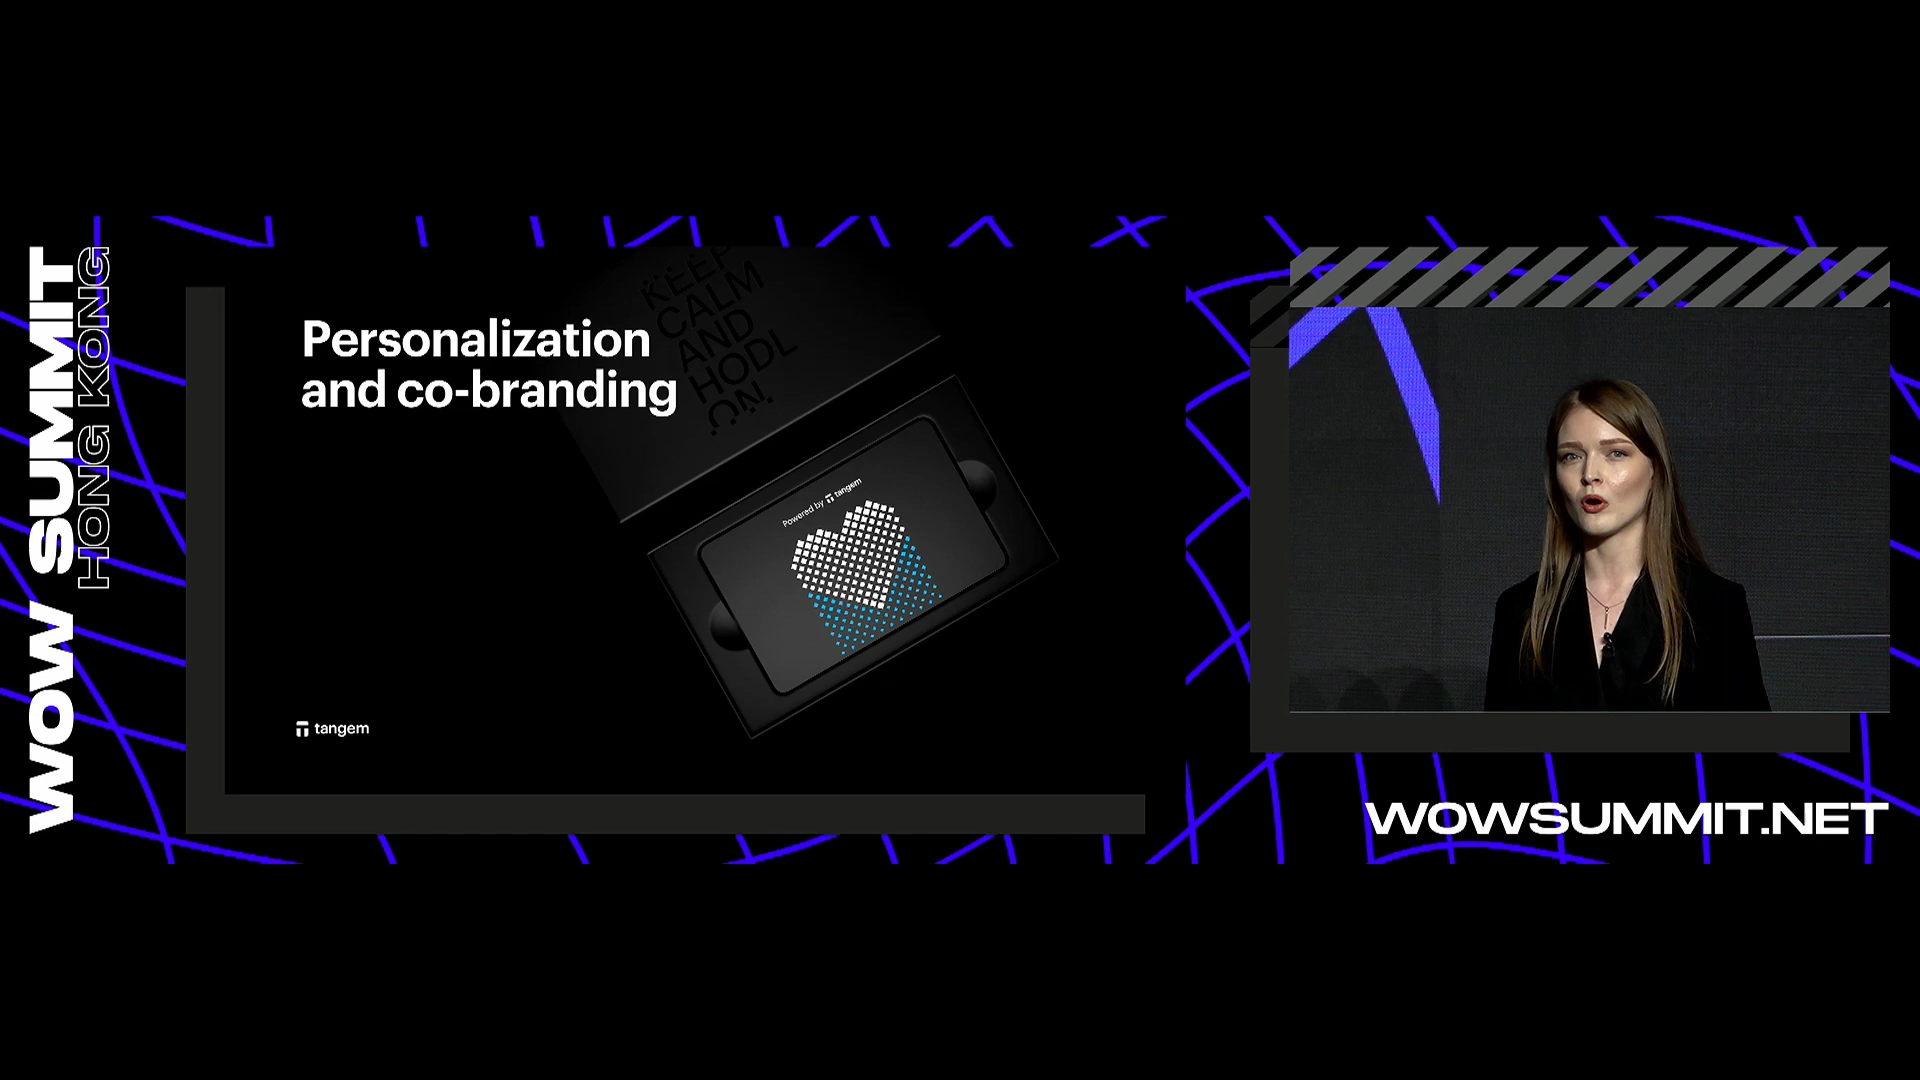 WOW SUMMIT
HONG KONG
Personalization
and co-branding
KEEP
CALM
AND
HODL
ON
Powered by tangem
tangem
WOWSUMMIT.NET